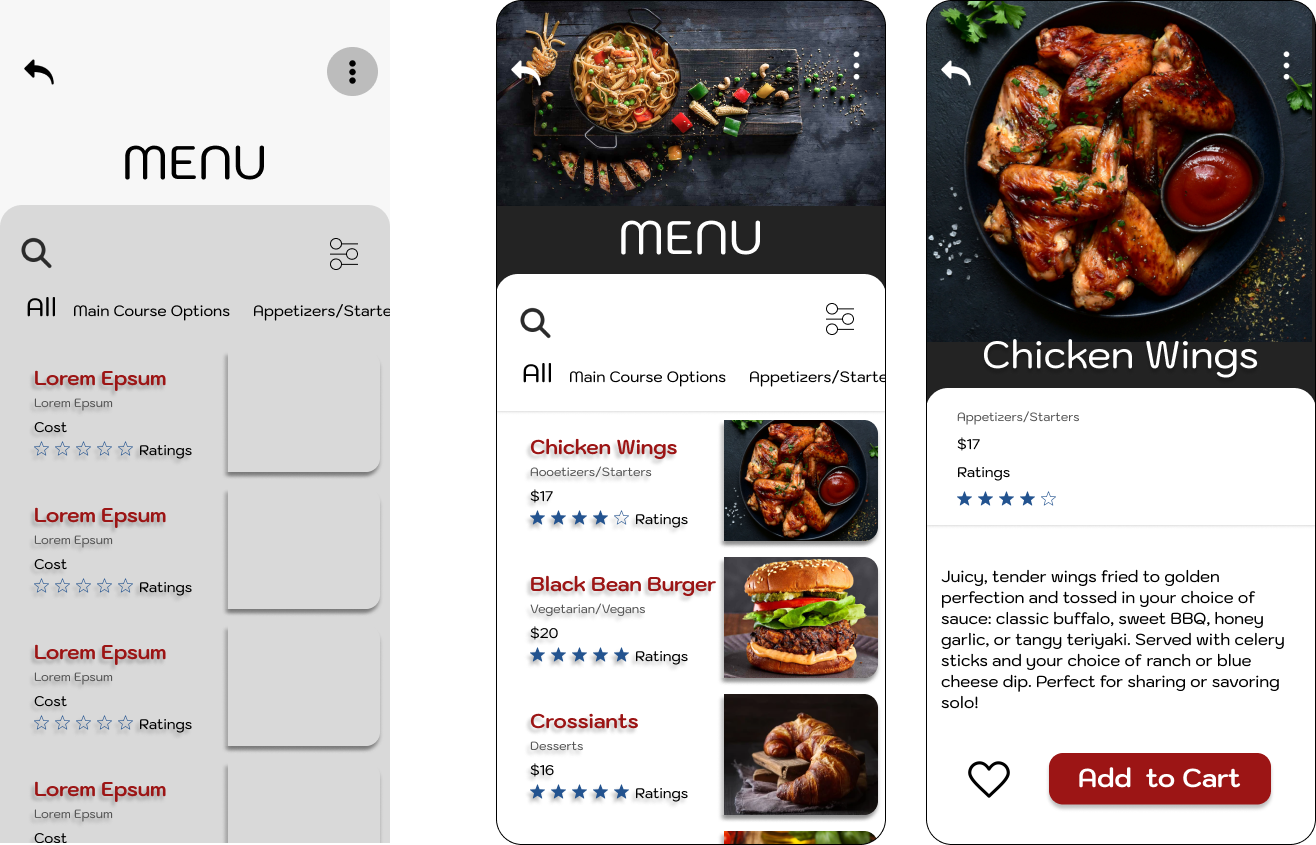 MENU
All Main Course Options Appetizers/Starte
Lorem Epsum
Lorem Epsum
Cost
Ratings
Lorem Epsum
Lorem Epsum
Cost
Ratings
Lorem Epsum
Lorem Epsum
Cost
Ratings
Lorem Epsum
Lorem Epsum
Cost
MENU
All Main Course Options Appetizers/Starte
Chicken Wings
Aooetizers/Starters
$17
Ratings
Black Bean Burger
Vegetarian/Vegans
$20
Ratings
Crossiants
Desserts
$16
Ratings
Chicken Wings
Appetizers/Starters
$17
Ratings
Juicy, tender wings fried to golden
perfection and tossed in your choice of
sauce: classic buffalo, sweet BBQ, honey
garlic, or tangy teriyaki. Served with celery
sticks and your choice of ranch or blue
cheese dip. Perfect for sharing or savoring
solo!
Add to Cart